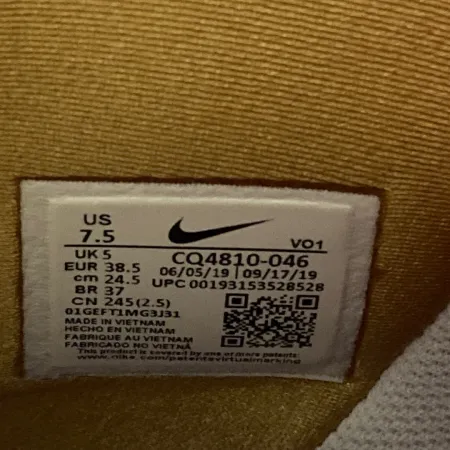 US
7.5
VO1
UK 5
CQ4810-046
EUR 38.5
06/05/19 | 09/17/19
cm 24.5
UPC 00193153528528
BR 37
CN 245(2.5)
01GEFT1MG3J31
MADE IN VIETNAM
HECHO EN VIETNAM
FABRIQUE AU VIETNAM
FABRICADO NO VIETNÃ
This product is covered by one or more patents:
www.nike.com/patentsvirtualmarking